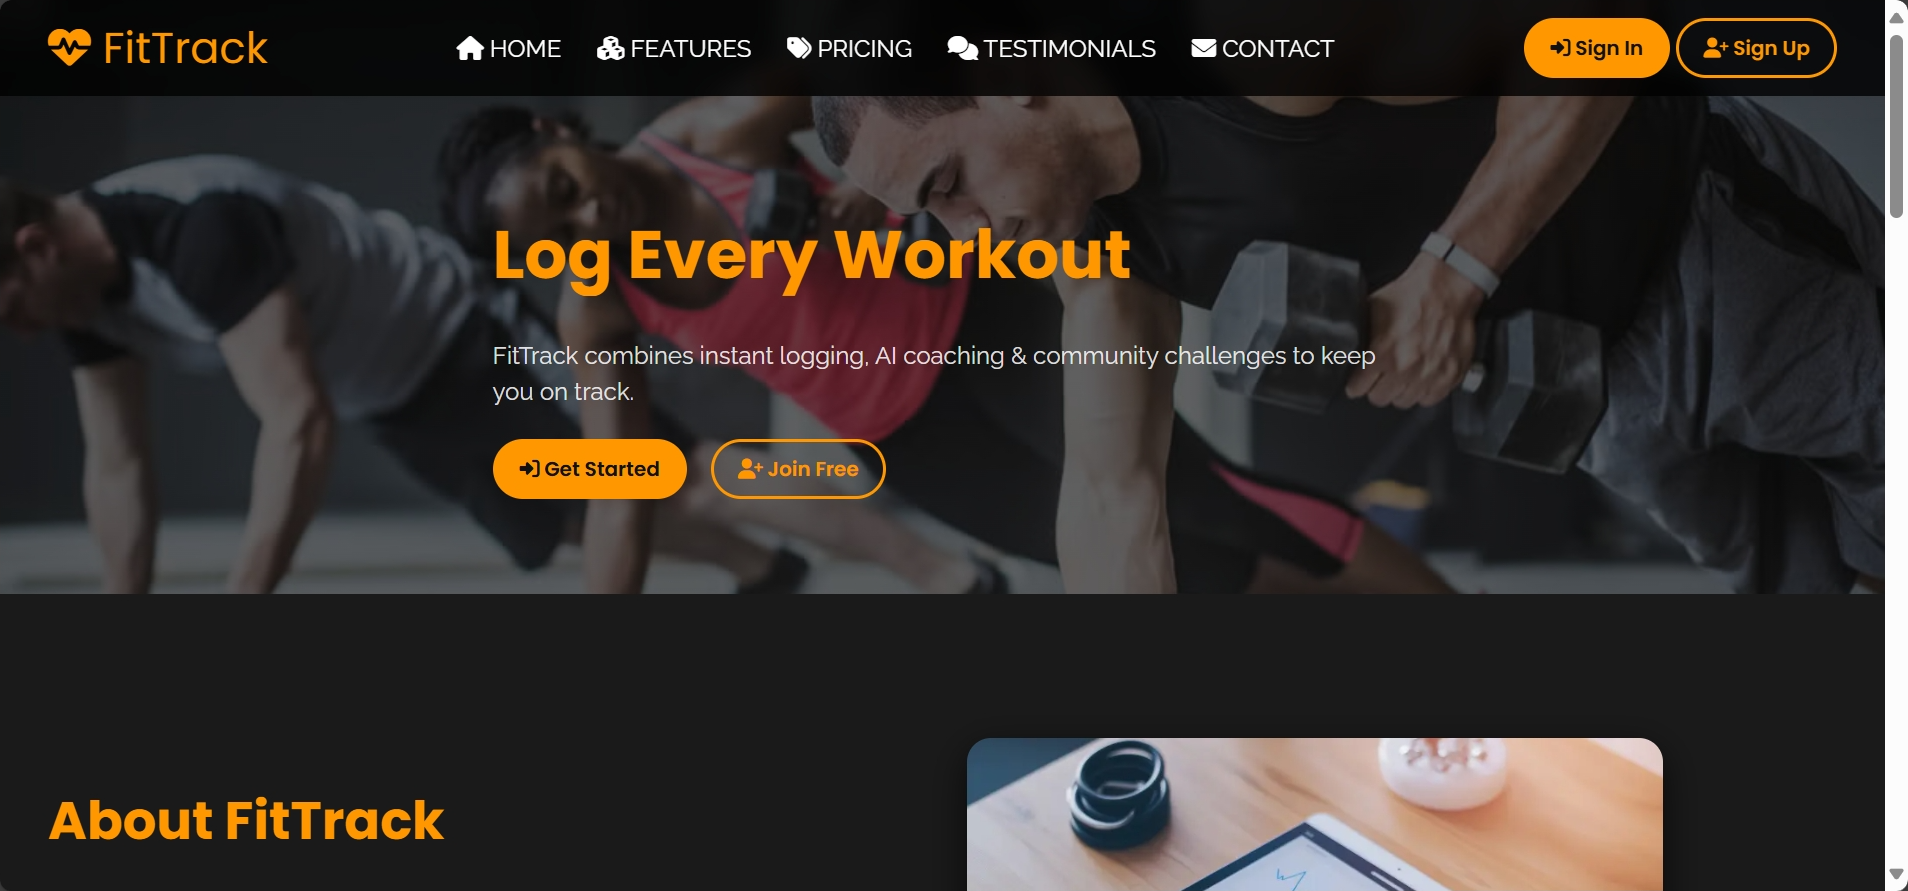 FitTrack
HOME FEATURES PRICING TESTIMONIALS CONTACT
Sign In Sign Up
Log Every Workout
FitTrack combines instant logging, AI coaching & community challenges to keep
you on track.
Get Started Join Free
About FitTrack